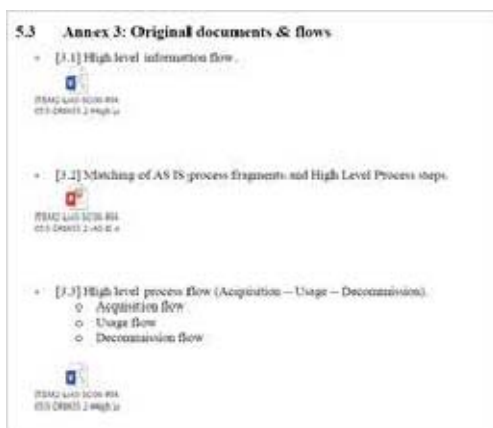 5.3 Annex 3: Original documents & flows
[3.1] High level information flow.
[3.2] Matching of AS IS process fragments and High Level Process steps.
[3.3] High level process flow (Acquisition – Usage – Decommission).
o Acquisition flow
o Usage flow
o Decommission flow